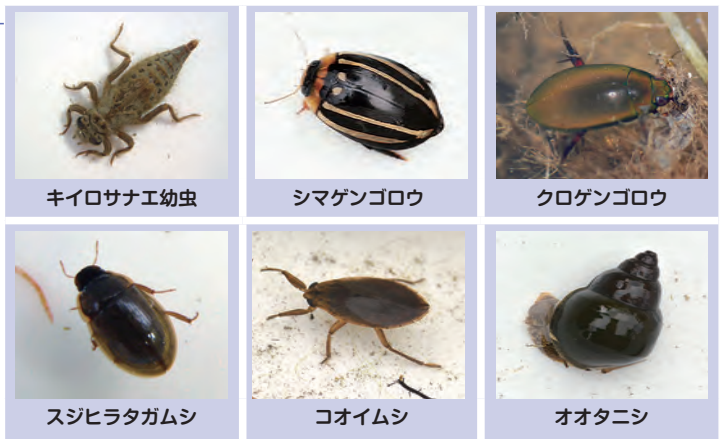 キイロサナエ幼虫
シマゲンゴロウ
クロゲンゴロウ
スジヒラタガムシ
コオイムシ
オオタニシ